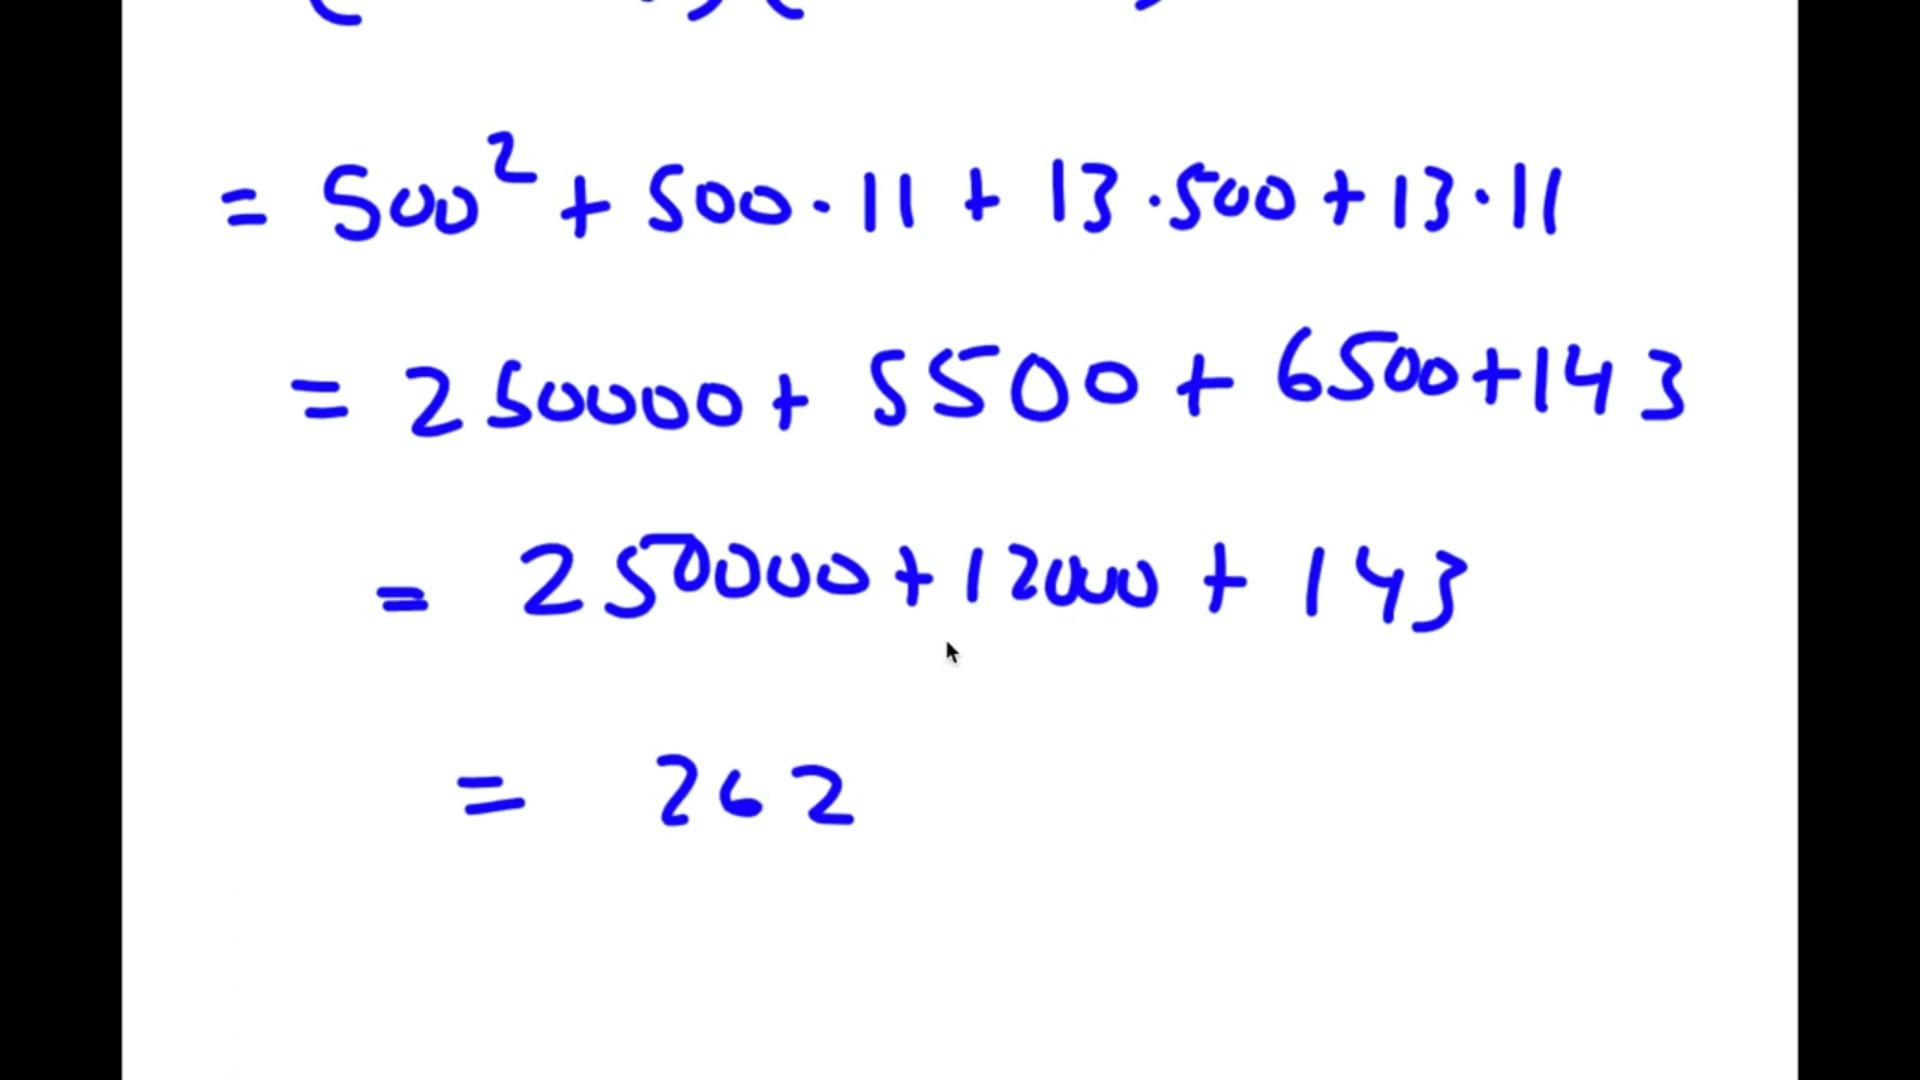 = 500² + 500 · 11 + 13 · 500 + 13 · 11
= 250000 + 5500 + 6500 + 143
= 250000 + 12000 + 143
= 262